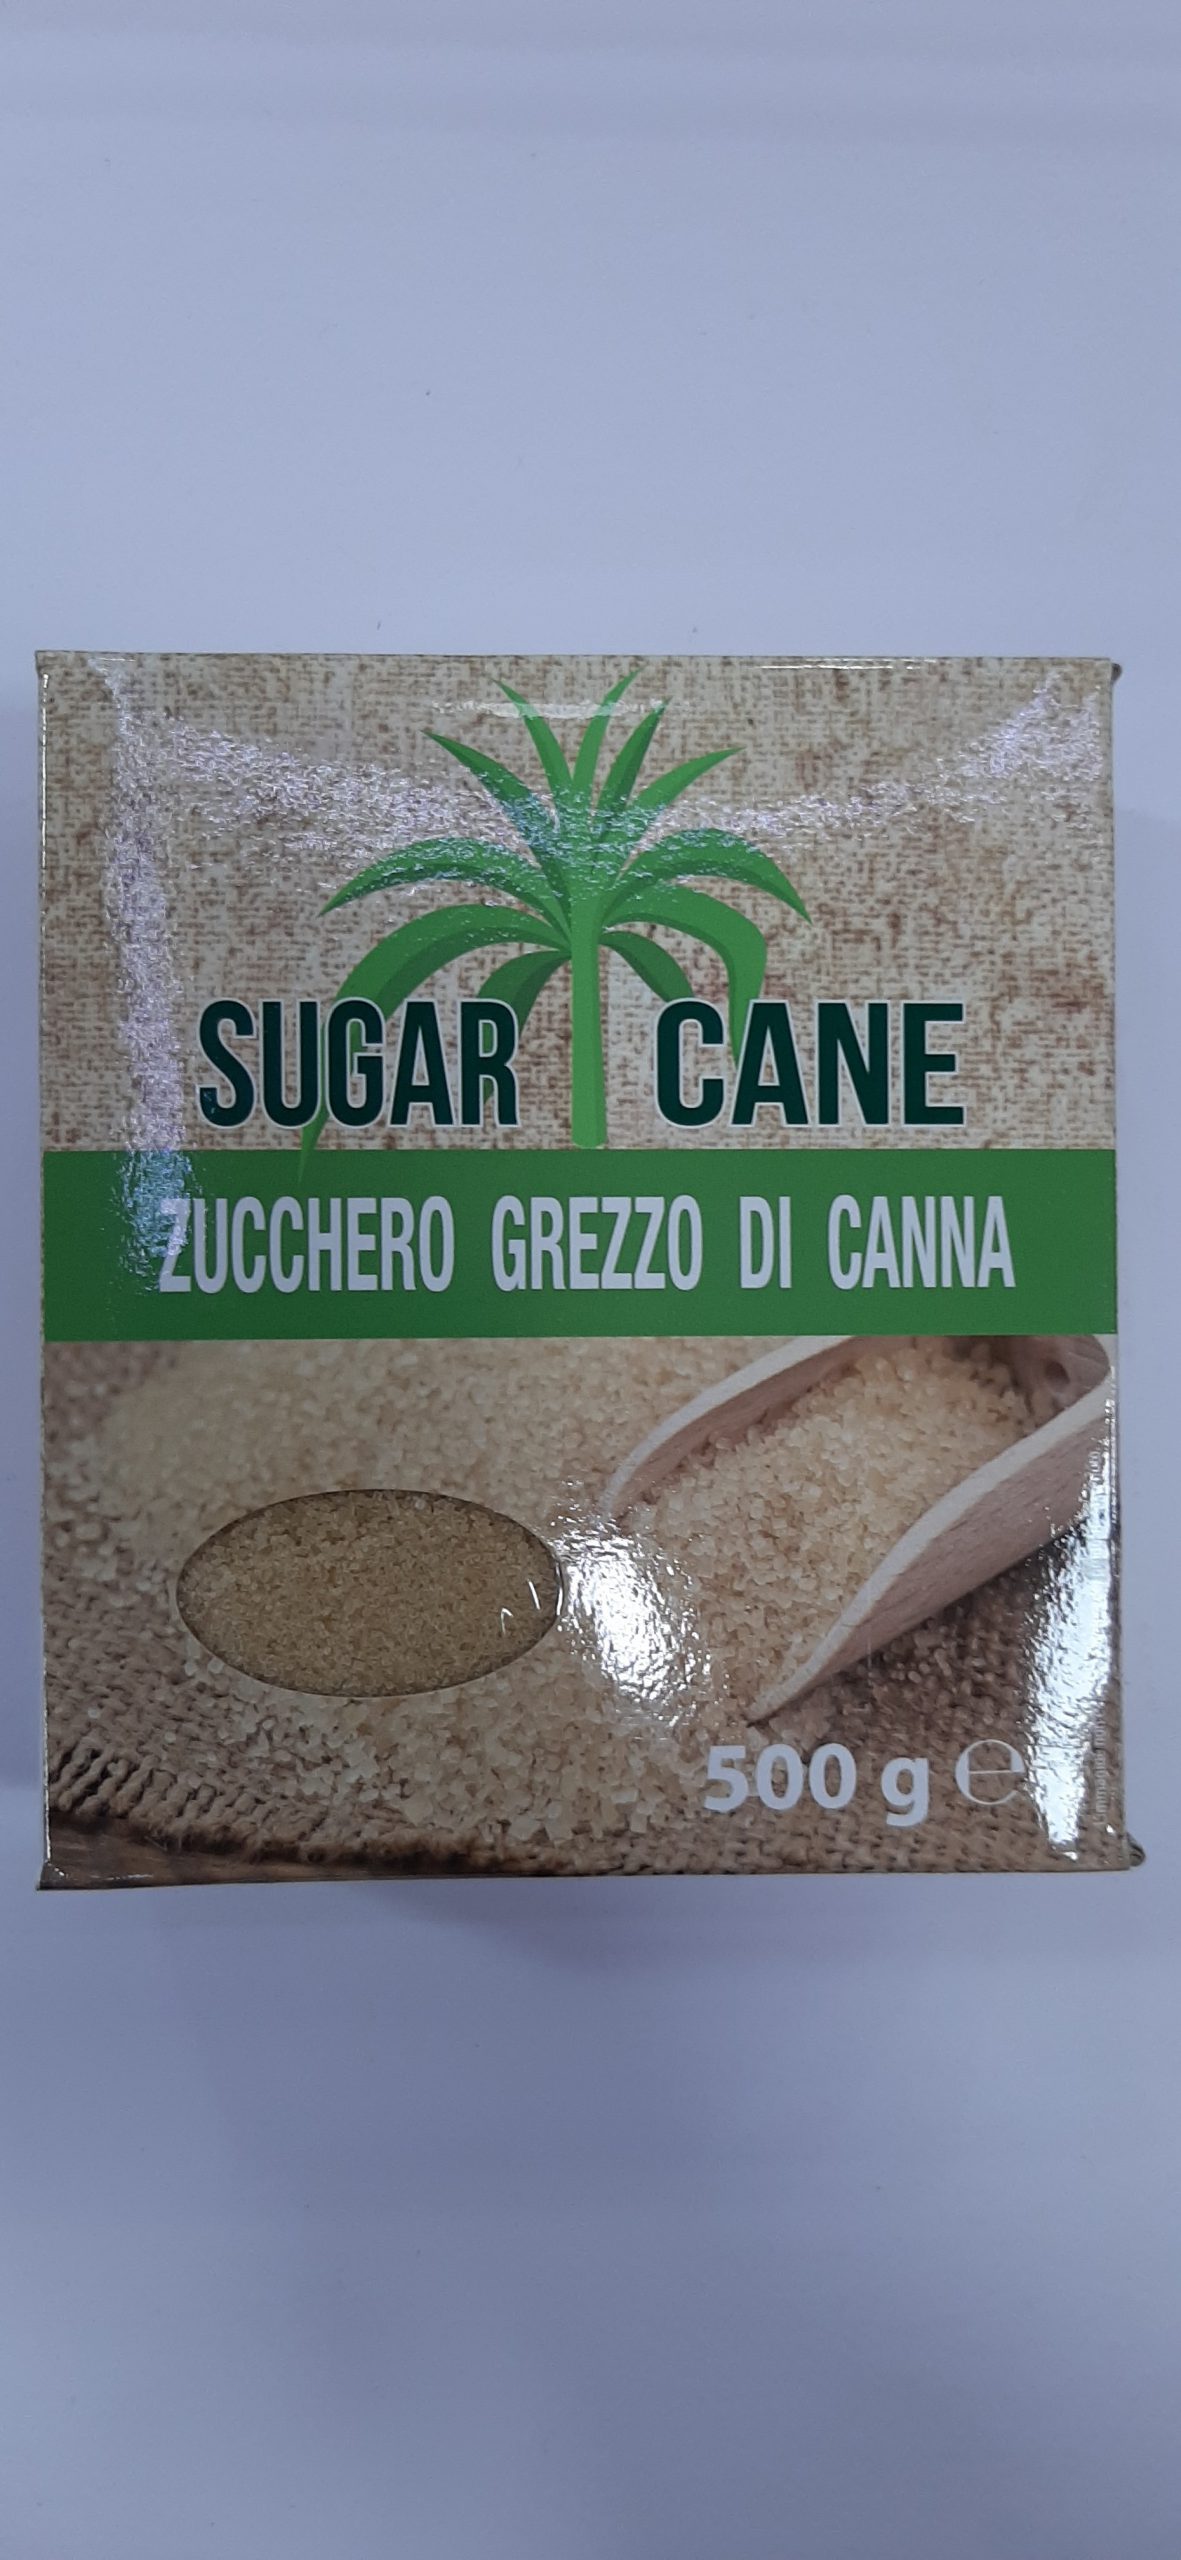 SUGAR CANE
ZUCCHERO GREZZO DI CANNA
500 g ℮